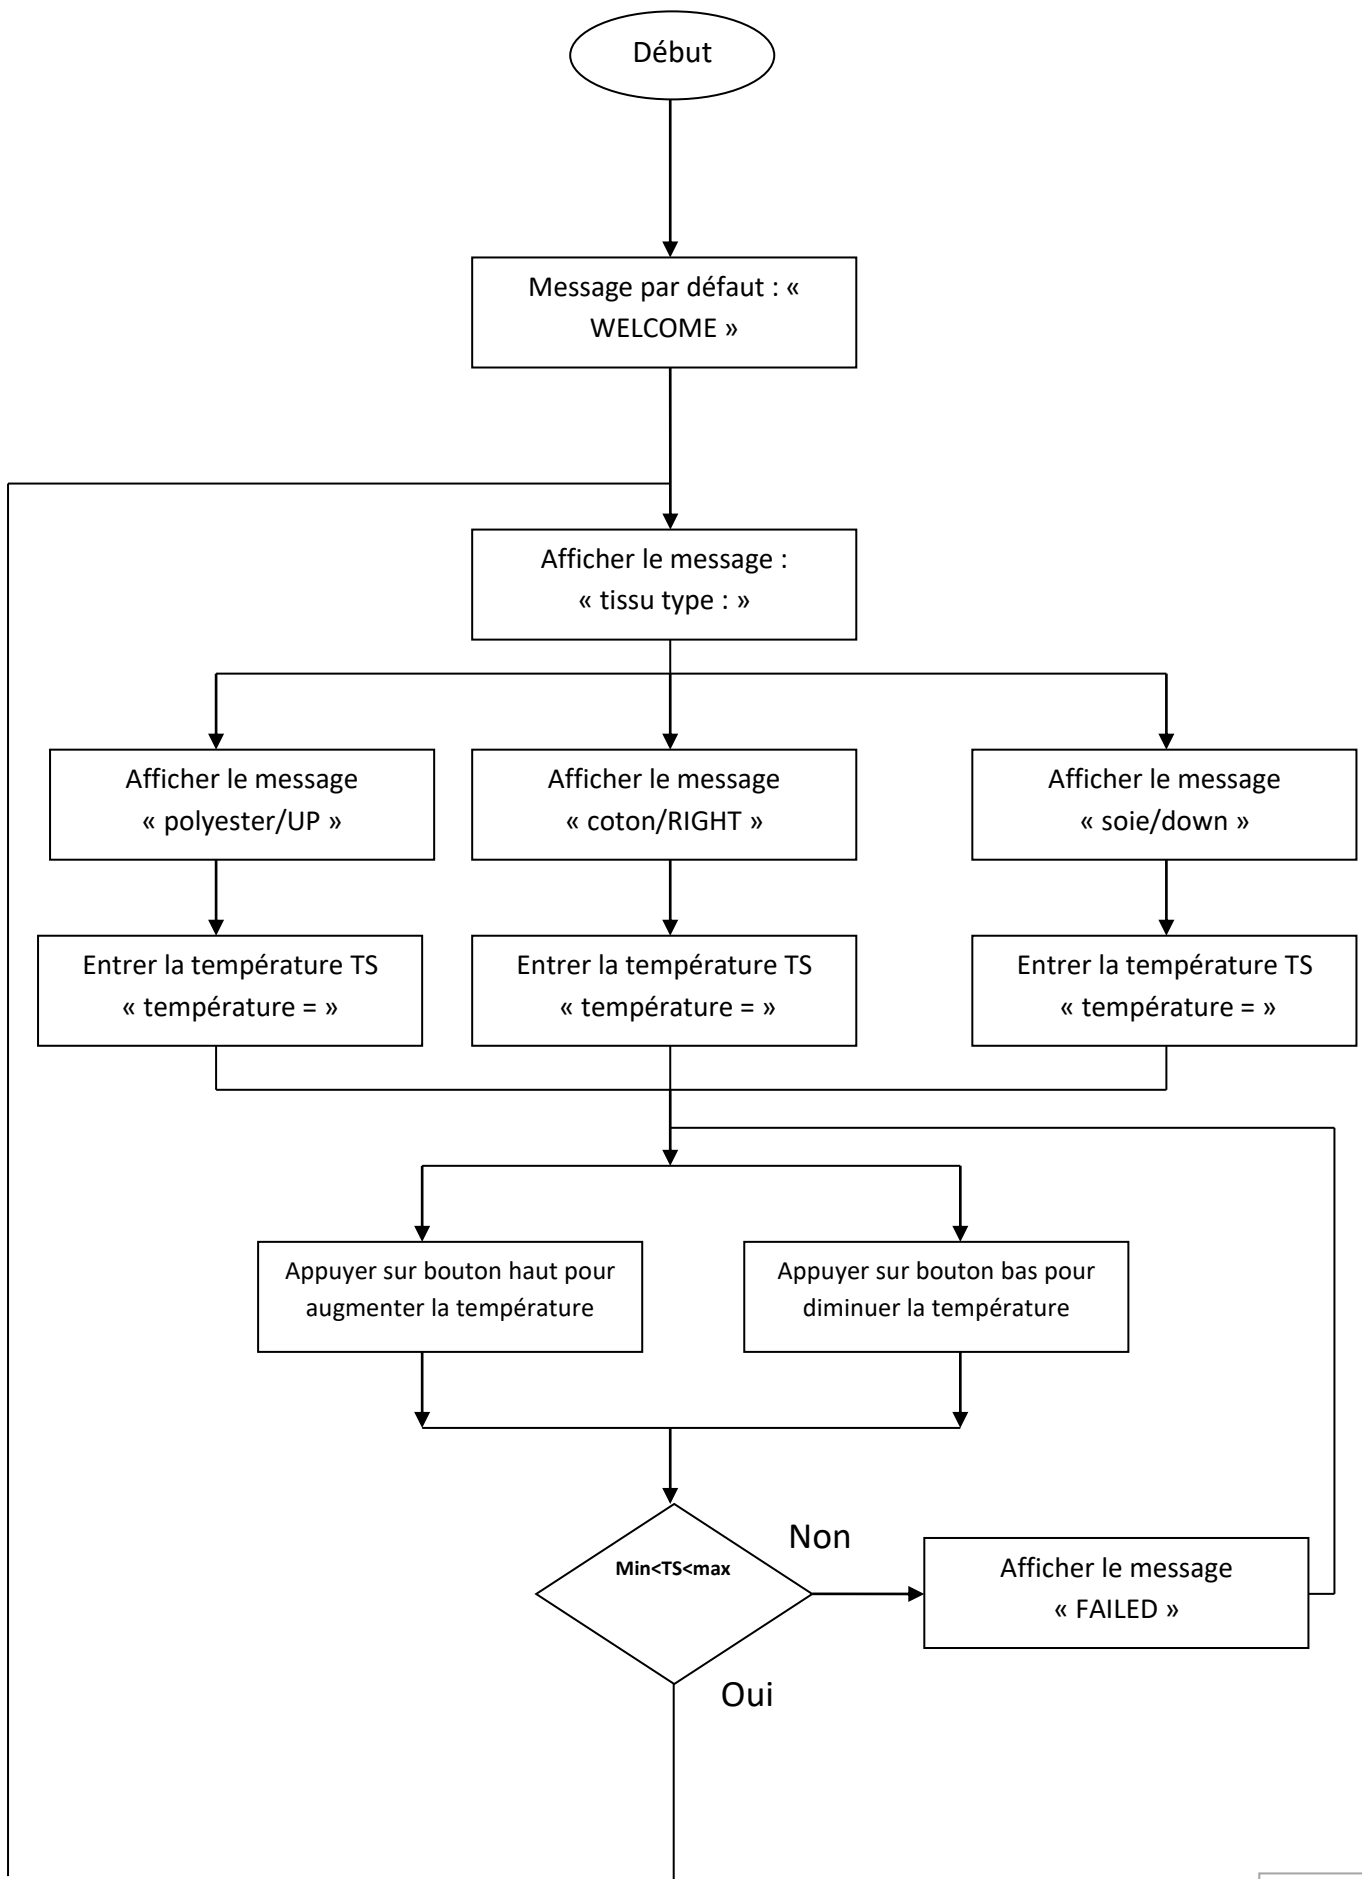 Début
Message par défaut : «
WELCOME »
Afficher le message :
« tissu type : »
Afficher le message
« polyester/UP »
Afficher le message
« coton/RIGHT »
Afficher le message
« soie/down »
Entrer la température TS
« température = »
Entrer la température TS
« température = »
Entrer la température TS
« température = »
Appuyer sur bouton haut pour
augmenter la température
Appuyer sur bouton bas pour
diminuer la température
Min<TS<max
Non
Afficher le message
« FAILED »
Oui